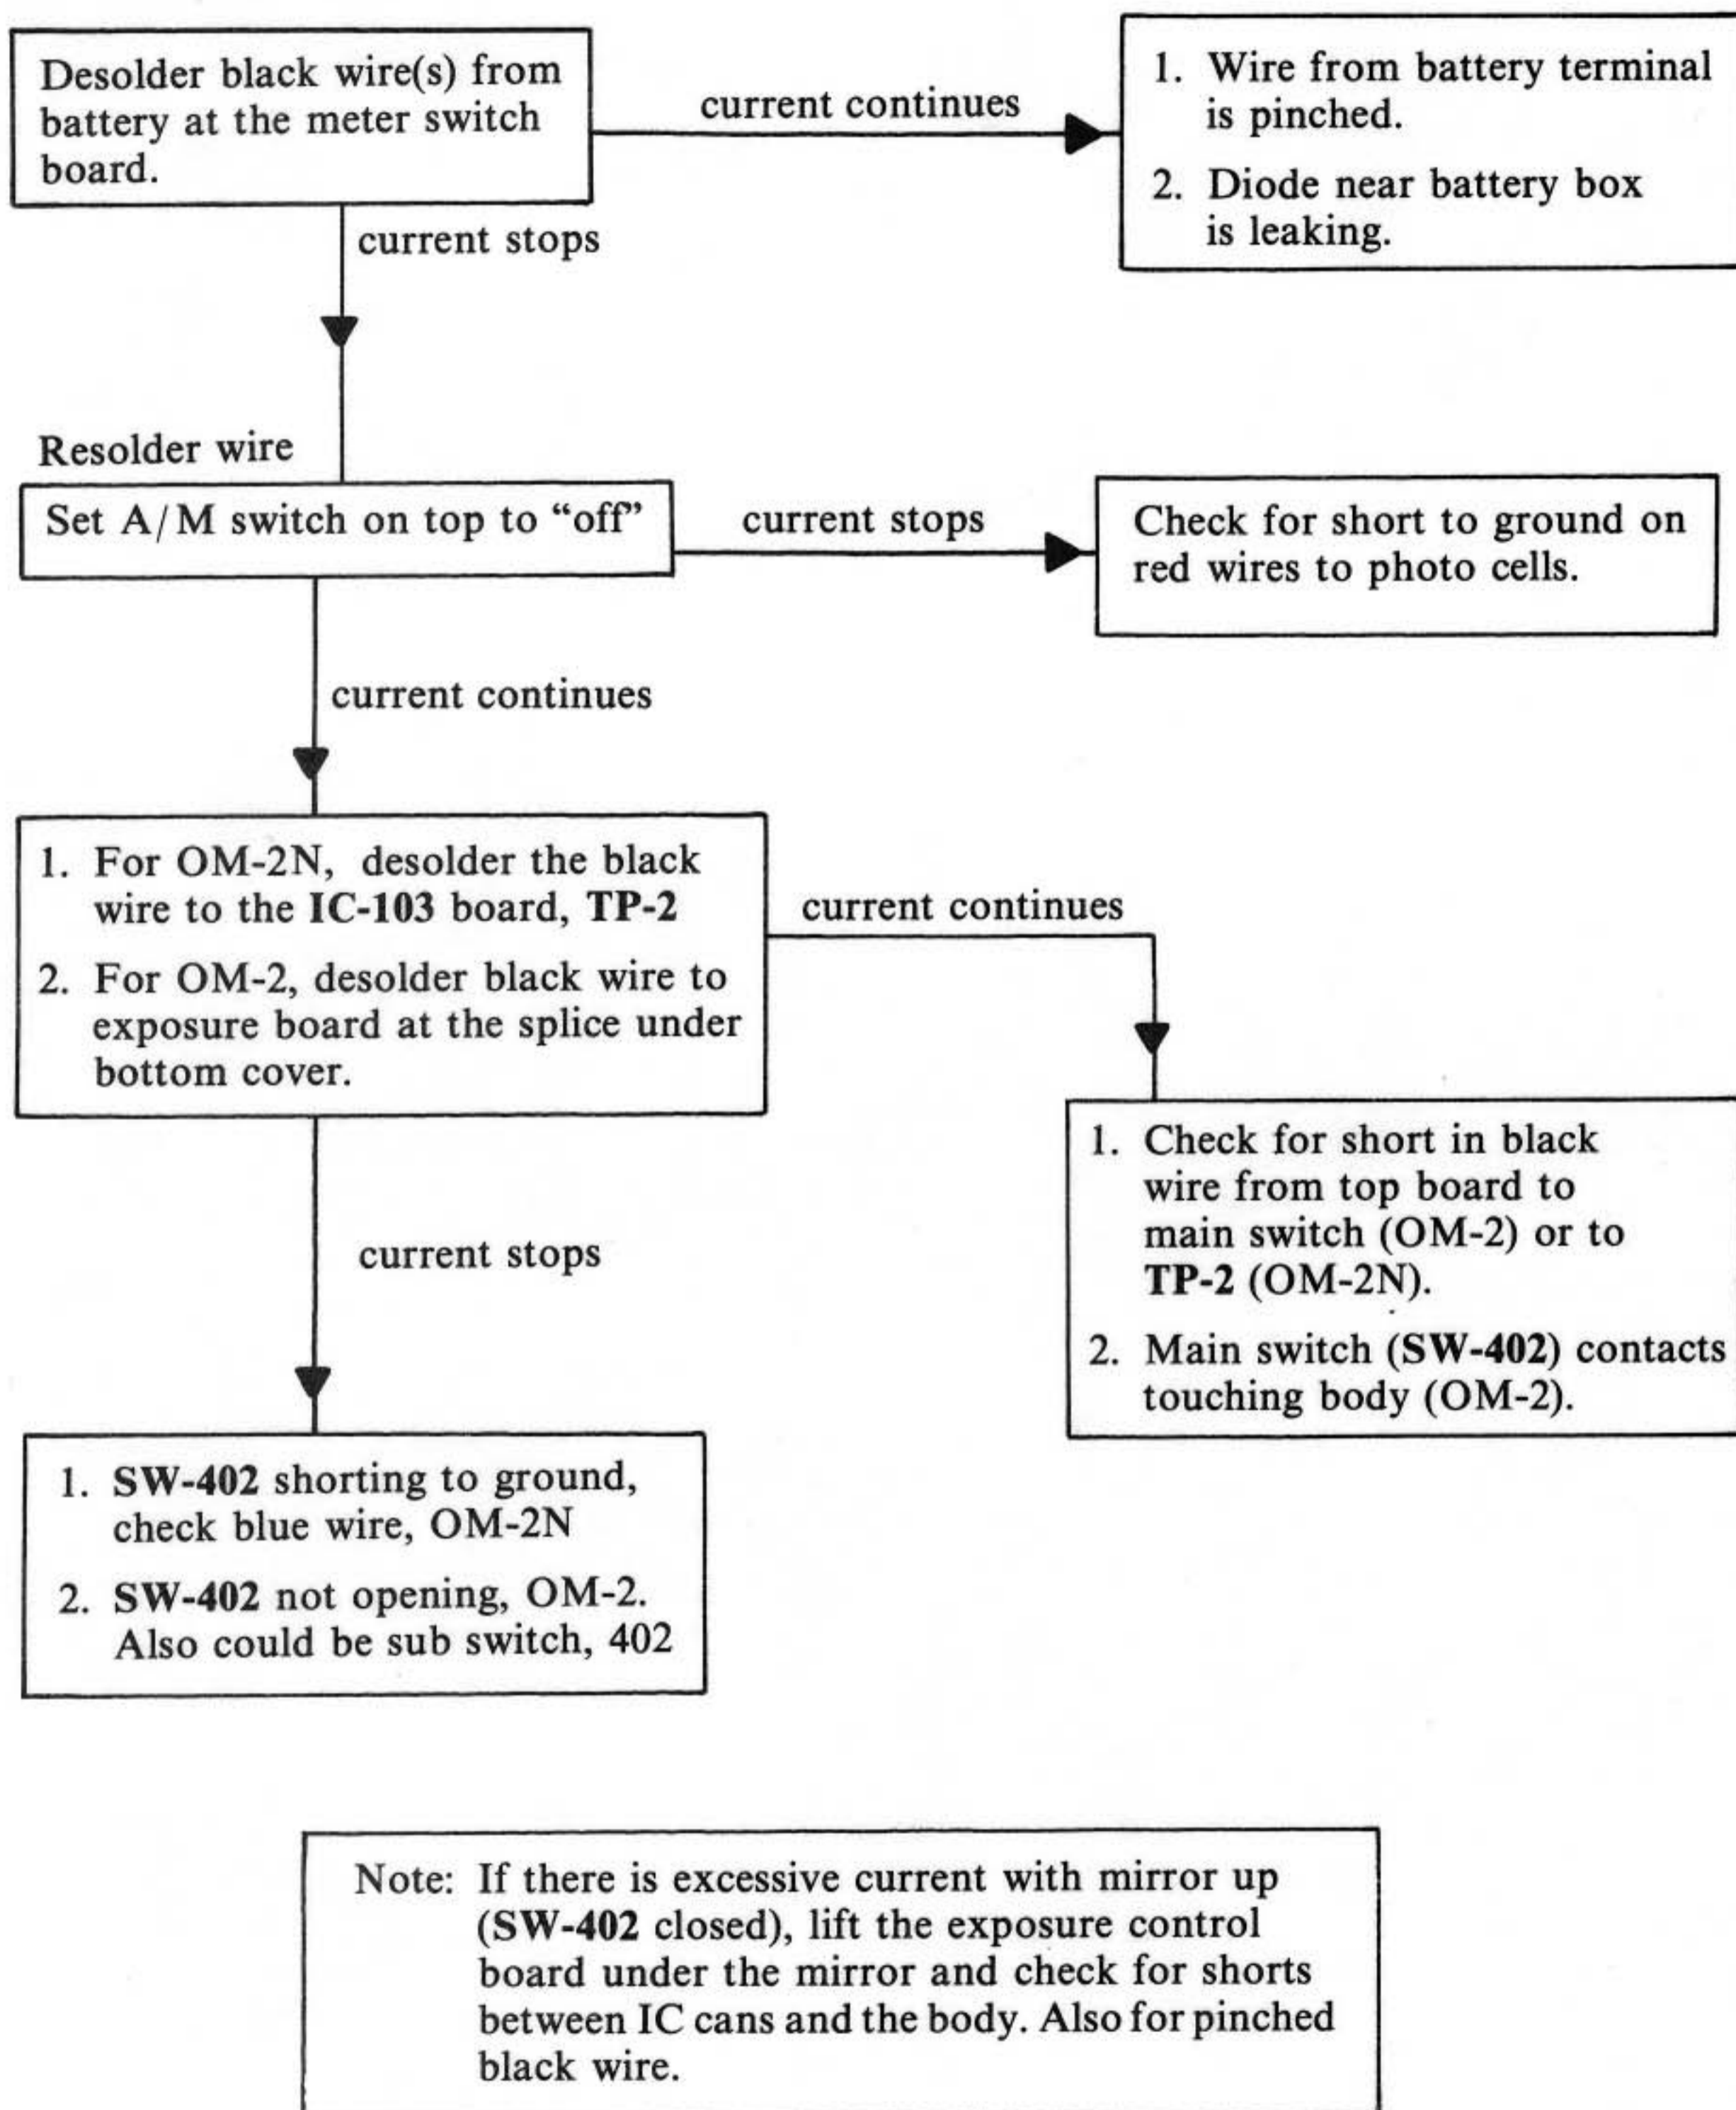 Desolder black wire(s) from
battery at the meter switch
board.
current continues
1. Wire from battery terminal
is pinched.
2. Diode near battery box
is leaking.
current stops
Resolder wire
Set A/M switch on top to “off”
current stops
Check for short to ground on
red wires to photo cells.
current continues
1. For OM-2N, desolder the black
wire to the IC-103 board, TP-2
2. For OM-2, desolder black wire to
exposure board at the splice under
bottom cover.
current continues
1. Check for short in black
wire from top board to
main switch (OM-2) or to
TP-2 (OM-2N).
2. Main switch (SW-402) contacts
touching body (OM-2).
current stops
1. SW-402 shorting to ground,
check blue wire, OM-2N
2. SW-402 not opening, OM-2.
Also could be sub switch, 402
Note: If there is excessive current with mirror up
(SW-402 closed), lift the exposure control
board under the mirror and check for shorts
between IC cans and the body. Also for pinched
black wire.